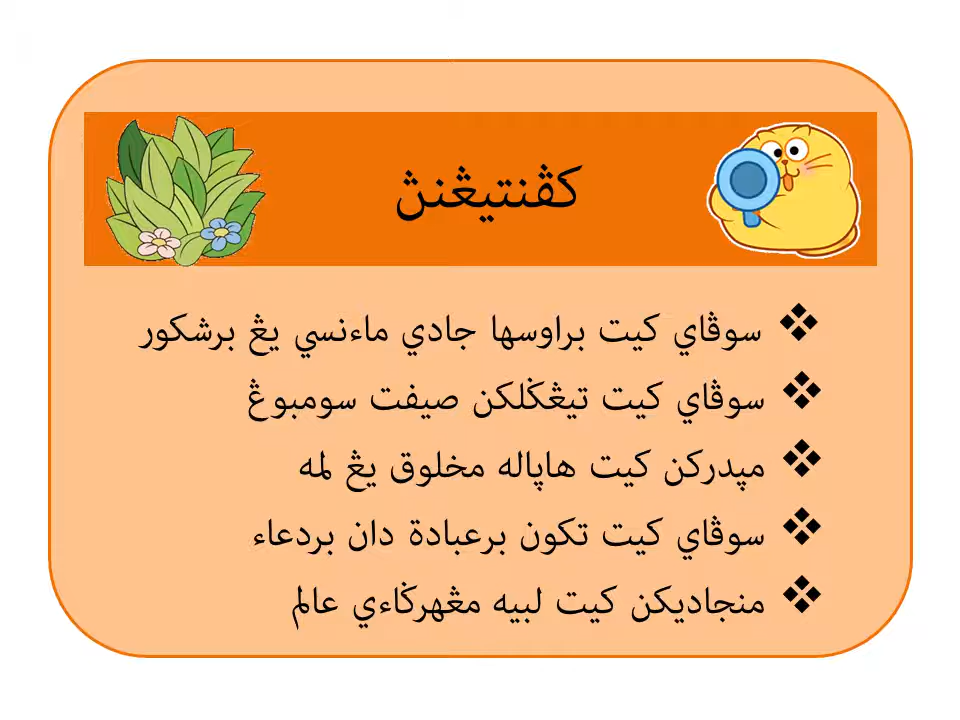 کڤنتيڠنڽ
❖ سوڤاي کيت براوسها جادي ماءنسي يڠ برشکور
❖ سوڤاي کيت تيڠݢلکن صيفت سومبوڠ
❖ مپدرکن کيت هاپاله مخلوق يڠ لمه
❖ سوڤاي کيت تکون برعبادة دان بردعاء
❖ منجاديکن کيت لبيه مڠهرݢاءي عالم